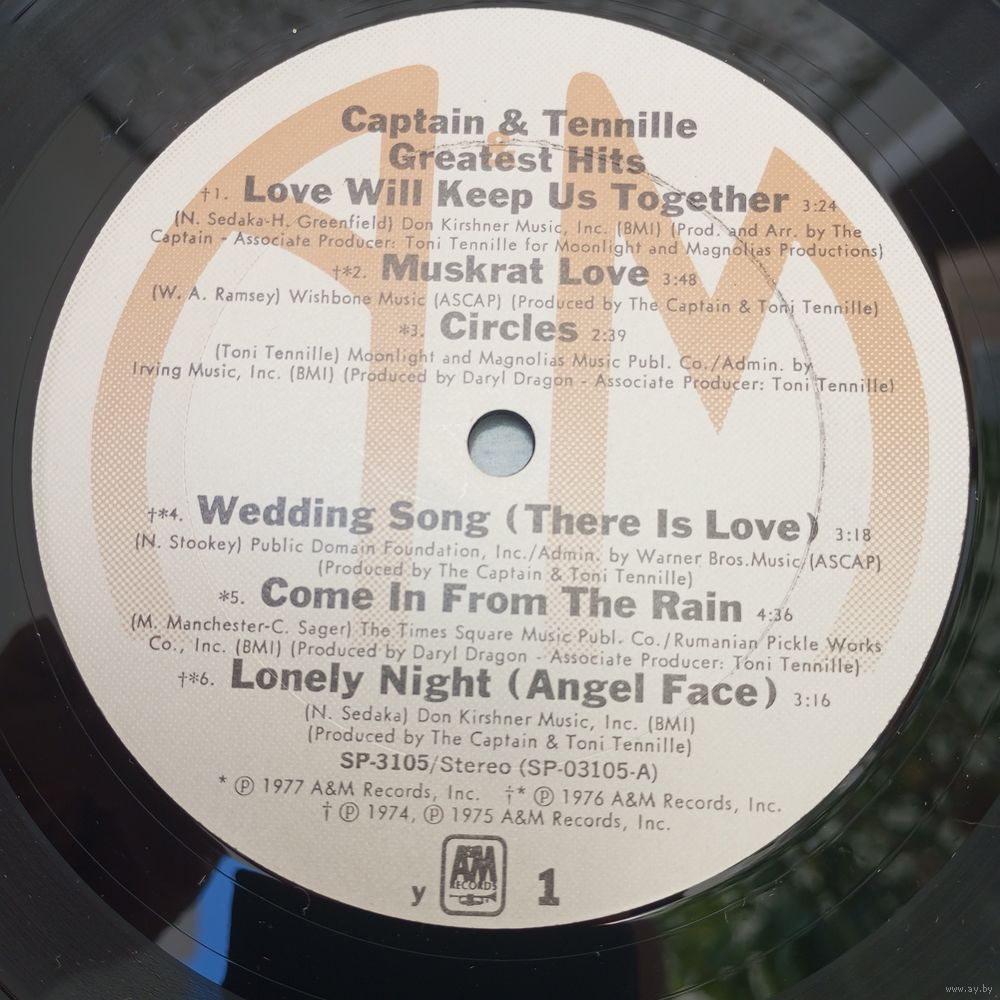 Captain & Tennille
Greatest Hits
†1. Love Will Keep Us Together 3:24
(N. Sedaka-H. Greenfield) Don Kirshner Music, Inc. (BMI) (Prod. and Arr. by The
Captain - Associate Producer: Toni Tennille for Moonlight and Magnolias Productions)
†*2. Muskrat Love 3:48
(W. A. Ramsey) Wishbone Music (ASCAP) (Produced by The Captain & Toni Tennille)
*3. Circles 2:39
(Toni Tennille) Moonlight and Magnolias Music Publ. Co./Admin. by
Irving Music, Inc. (BMI) (Produced by Daryl Dragon - Associate Producer: Toni Tennille)
†*4. Wedding Song (There Is Love) 3:18
(N. Stookey) Public Domain Foundation, Inc./Admin. by Warner Bros.Music (ASCAP)
(Produced by The Captain & Toni Tennille)
*5. Come In From The Rain 4:36
(M. Manchester-C. Sager) The Times Square Music Publ. Co./Rumanian Pickle Works
Co., Inc. (BMI) (Produced by Daryl Dragon - Associate Producer: Toni Tennille)
†*6. Lonely Night (Angel Face) 3:16
(N. Sedaka) Don Kirshner Music, Inc. (BMI)
(Produced by The Captain & Toni Tennille)
SP-3105/Stereo (SP-03105-A)
* ℗ 1977 A&M Records, Inc. †* ℗ 1976 A&M Records, Inc.
† ℗ 1974, ℗ 1975 A&M Records, Inc.
y A&M RECORDS 1
www.ay.by